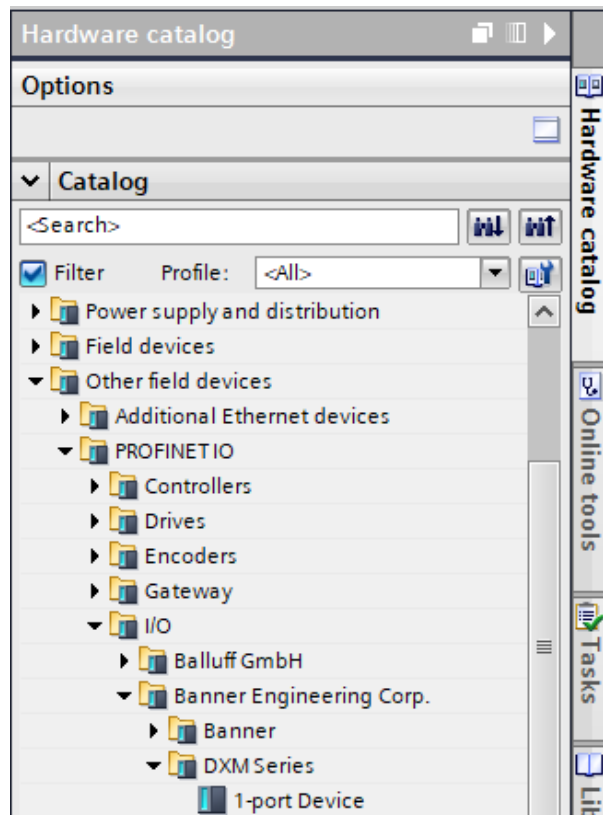 Hardware catalog
Options
Catalog
<Search>
Filter Profile: <All>
Power supply and distribution
Field devices
Other field devices
Additional Ethernet devices
PROFINET IO
Controllers
Drives
Encoders
Gateway
I/O
Balluff GmbH
Banner Engineering Corp.
Banner
DXM Series
1-port Device
Hardware catalog
Online tools
Tasks